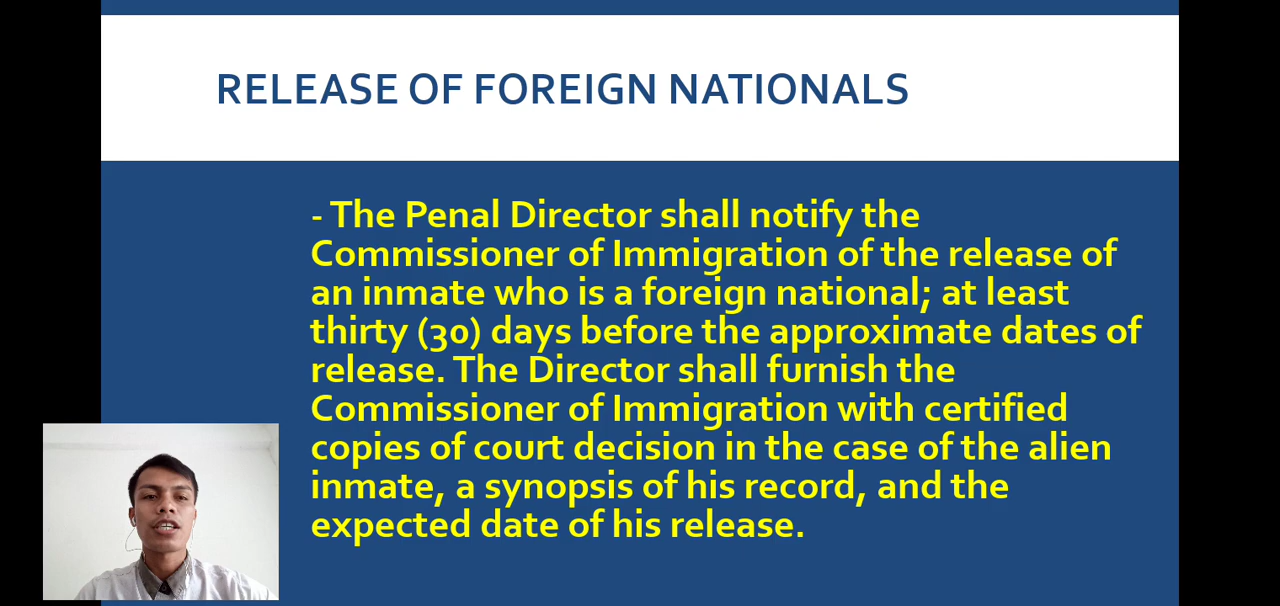 RELEASE OF FOREIGN NATIONALS
- The Penal Director shall notify the
Commissioner of Immigration of the release of
an inmate who is a foreign national; at least
thirty (30) days before the approximate dates of
release. The Director shall furnish the
Commissioner of Immigration with certified
copies of court decision in the case of the alien
inmate, a synopsis of his record, and the
expected date of his release.